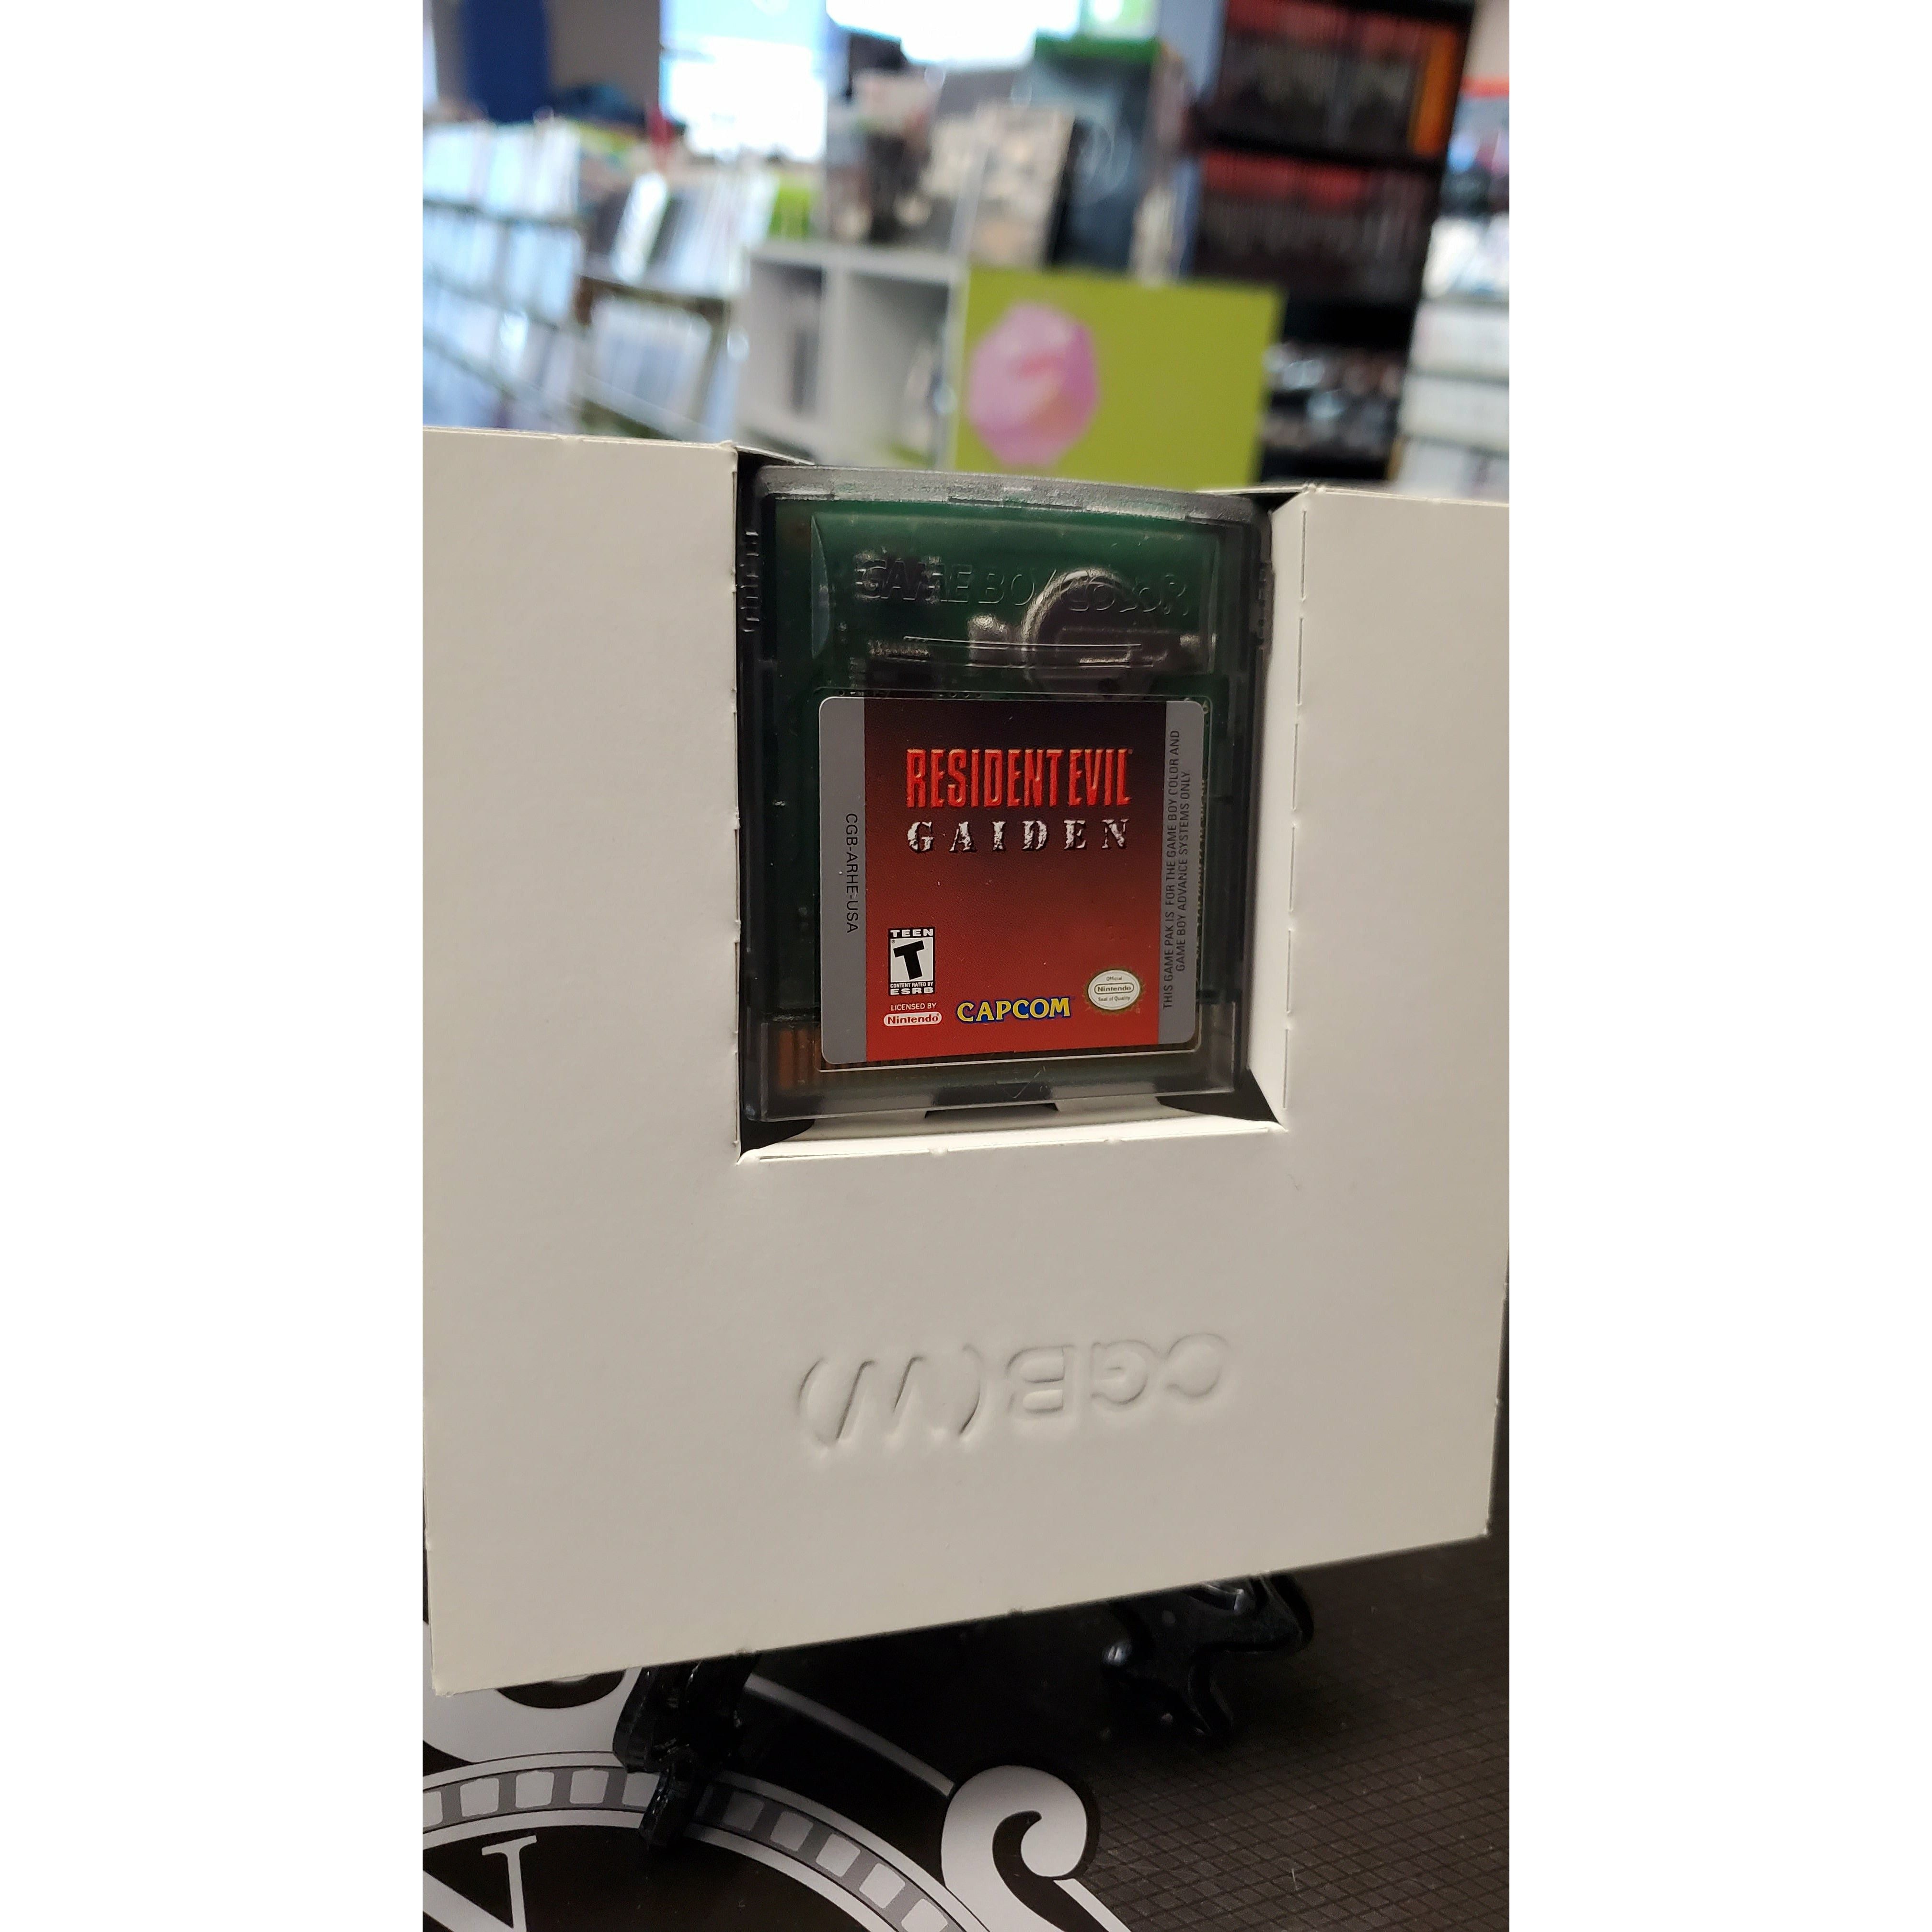 GAME BOY COLOR
RESIDENT EVIL
GAIDEN
CGB-ARHE-USA
THIS GAME PAK IS FOR THE GAME BOY COLOR AND
GAME BOY ADVANCE SYSTEMS ONLY
TEEN
T
CONTENT RATED BY
ESRB
LICENSED BY
Nintendo
CAPCOM
Official
Nintendo
Seal of Quality
CGB(W)
V